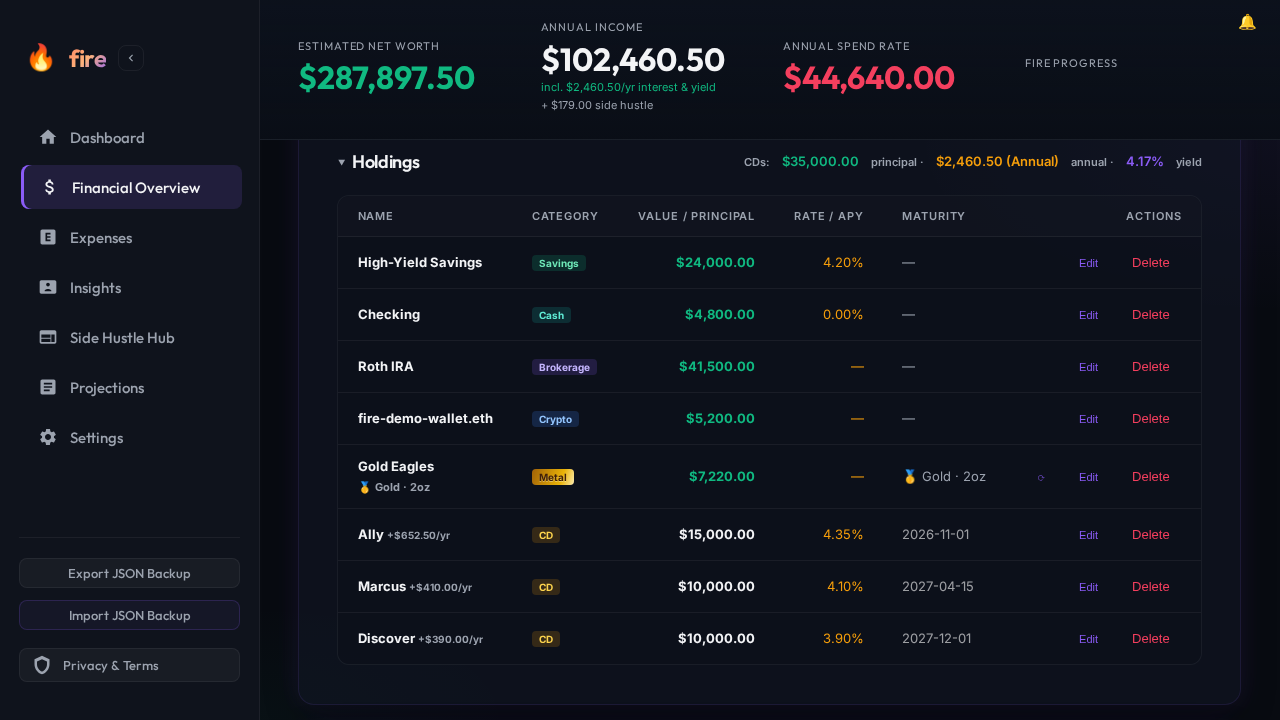 fire
Dashboard
Financial Overview
Expenses
Insights
Side Hustle Hub
Projections
Settings
Export JSON Backup
Import JSON Backup
Privacy & Terms
ESTIMATED NET WORTH
$287,897.50
ANNUAL INCOME
$102,460.50
incl. $2,460.50/yr interest & yield
+ $179.00 side hustle
ANNUAL SPEND RATE
$44,640.00
FIRE PROGRESS
Holdings
CDs: $35,000.00 principal · $2,460.50 (Annual) annual · 4.17% yield
NAME CATEGORY VALUE / PRINCIPAL RATE / APY MATURITY ACTIONS
High-Yield Savings Savings $24,000.00 4.20% — Edit Delete
Checking Cash $4,800.00 0.00% — Edit Delete
Roth IRA Brokerage $41,500.00 — — Edit Delete
fire-demo-wallet.eth Crypto $5,200.00 — — Edit Delete
Gold Eagles Metal $7,220.00 — 🥇 Gold · 2oz Edit Delete
🥇 Gold · 2oz
Ally +$652.50/yr CD $15,000.00 4.35% 2026-11-01 Edit Delete
Marcus +$410.00/yr CD $10,000.00 4.10% 2027-04-15 Edit Delete
Discover +$390.00/yr CD $10,000.00 3.90% 2027-12-01 Edit Delete